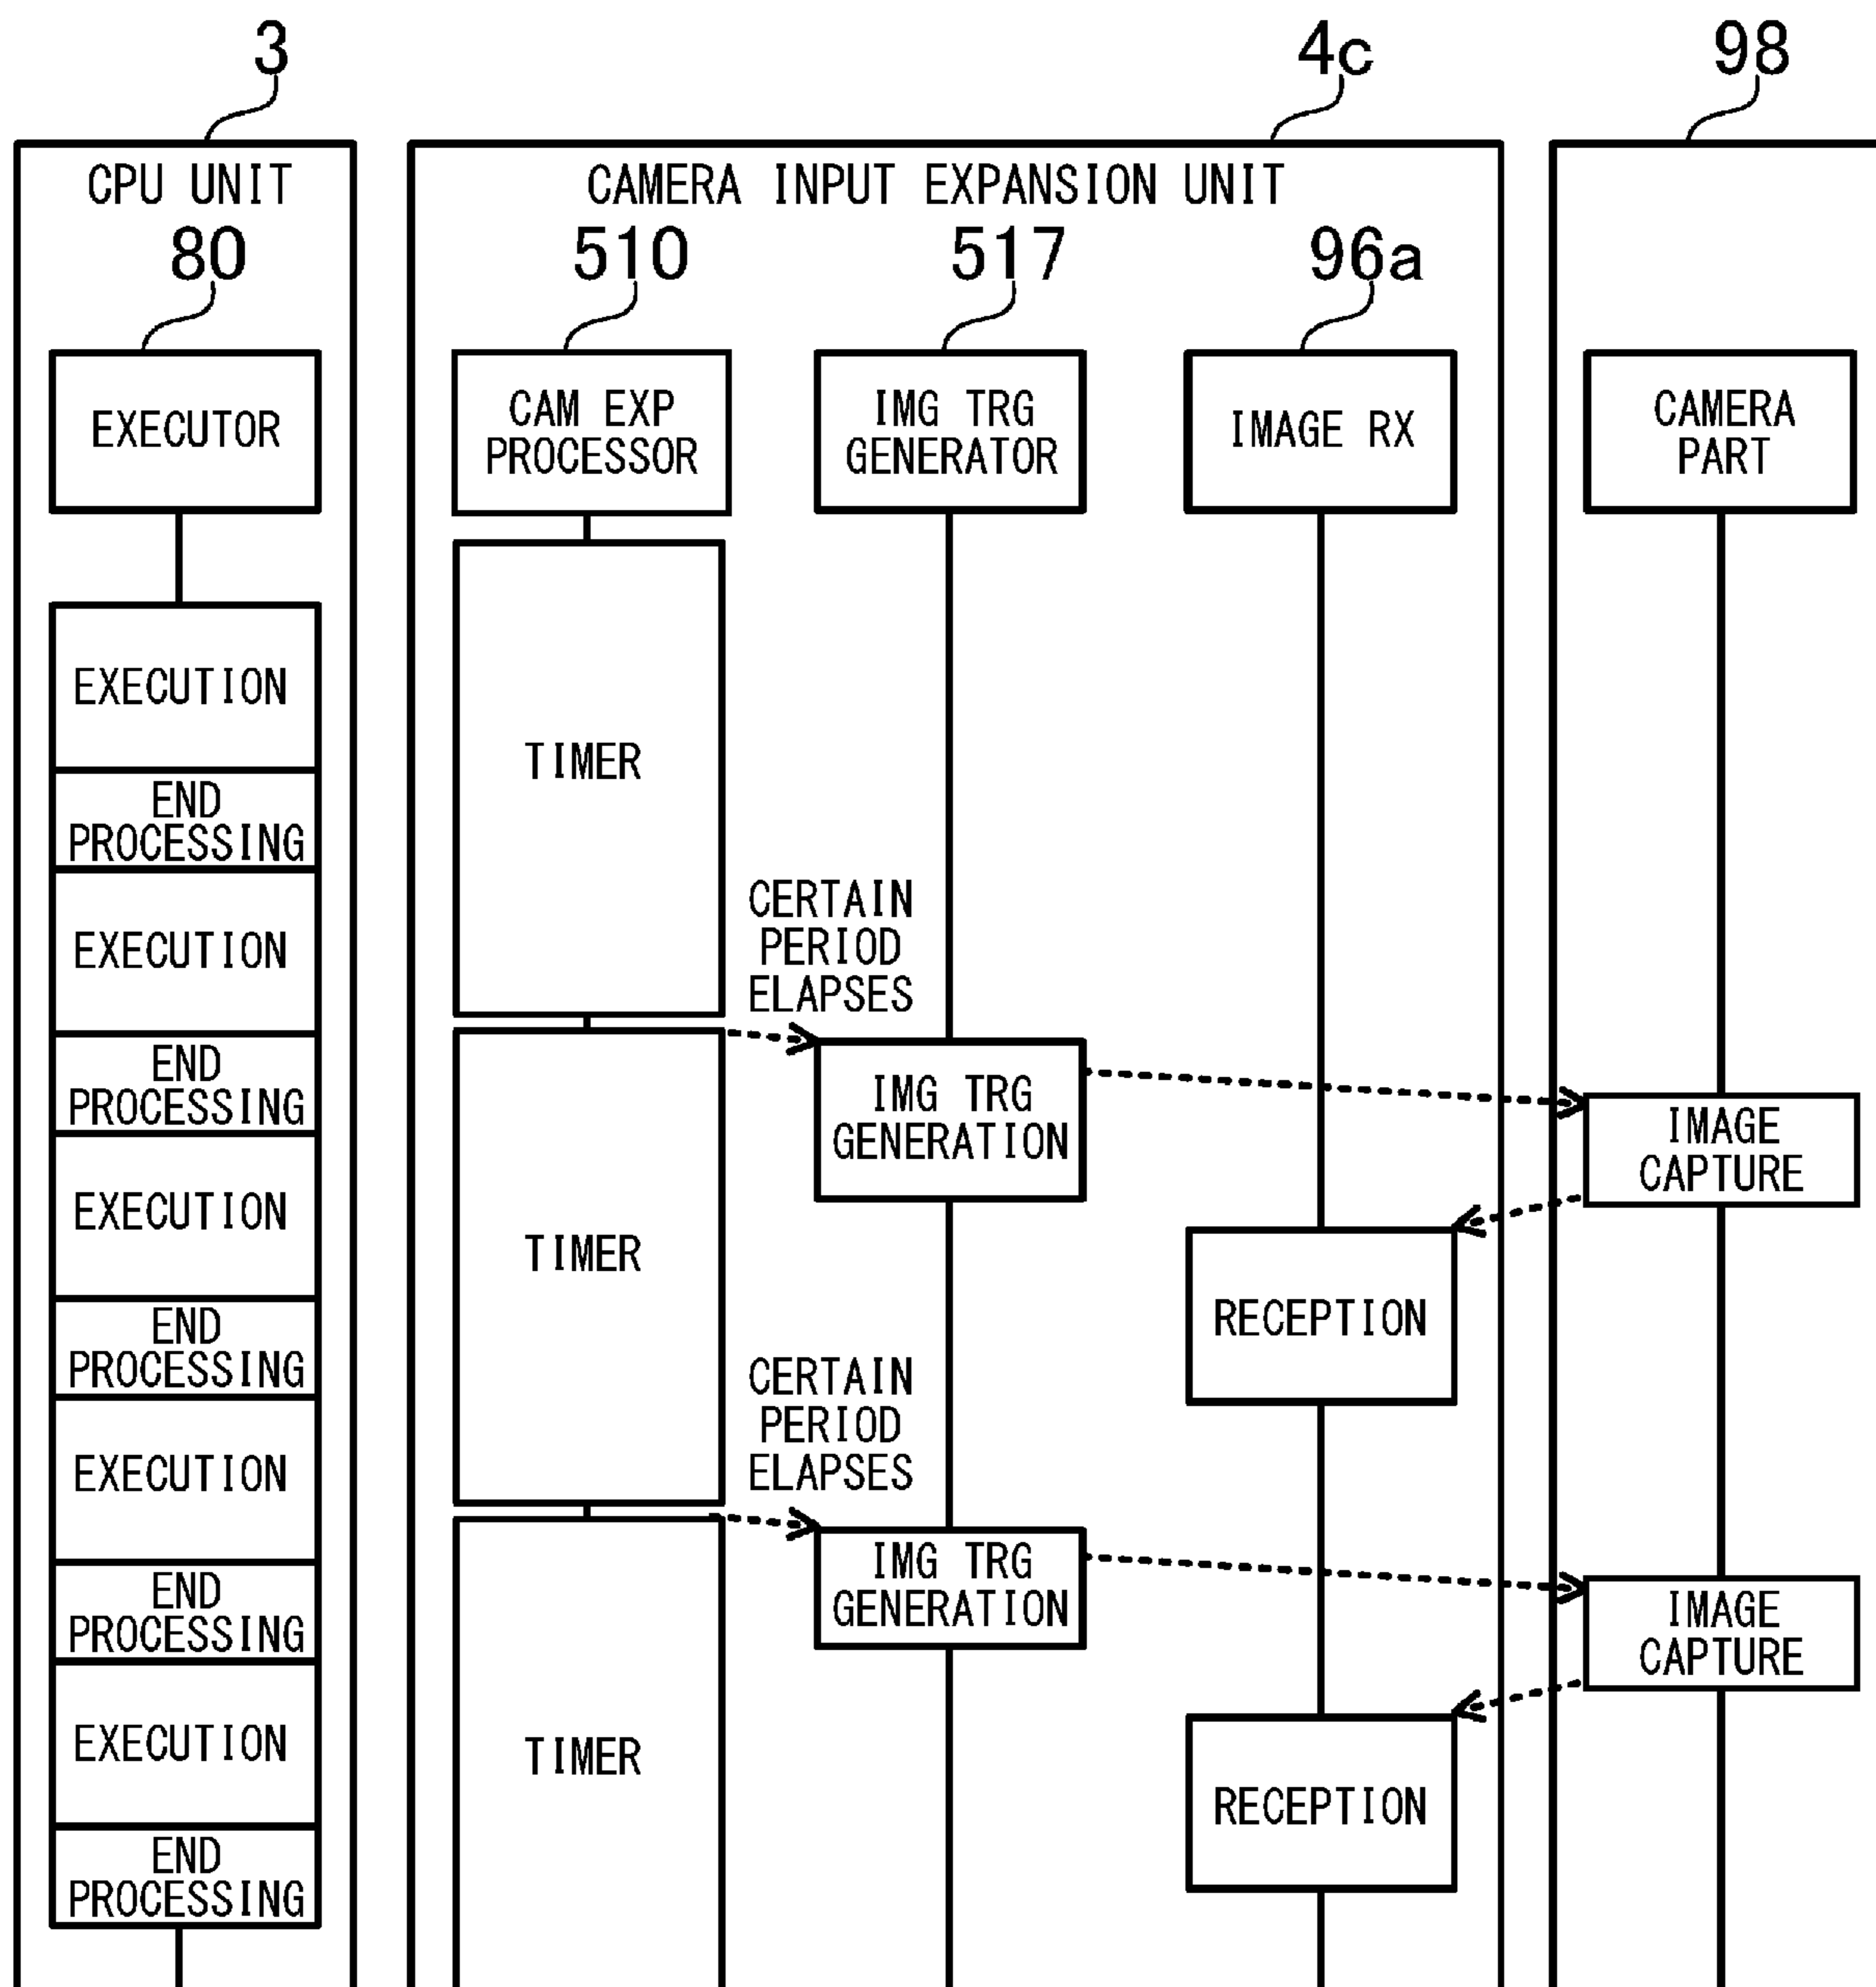 3
4c
98
CPU UNIT
CAMERA INPUT EXPANSION UNIT
80
510
517
96a
EXECUTOR
CAM EXP
PROCESSOR
IMG TRG
GENERATOR
IMAGE RX
CAMERA
PART
EXECUTION
TIMER
END
PROCESSING
EXECUTION
CERTAIN
PERIOD
ELAPSES
END
PROCESSING
IMG TRG
GENERATION
IMAGE
CAPTURE
EXECUTION
TIMER
RECEPTION
END
PROCESSING
CERTAIN
PERIOD
ELAPSES
EXECUTION
END
PROCESSING
IMG TRG
GENERATION
IMAGE
CAPTURE
EXECUTION
TIMER
RECEPTION
END
PROCESSING